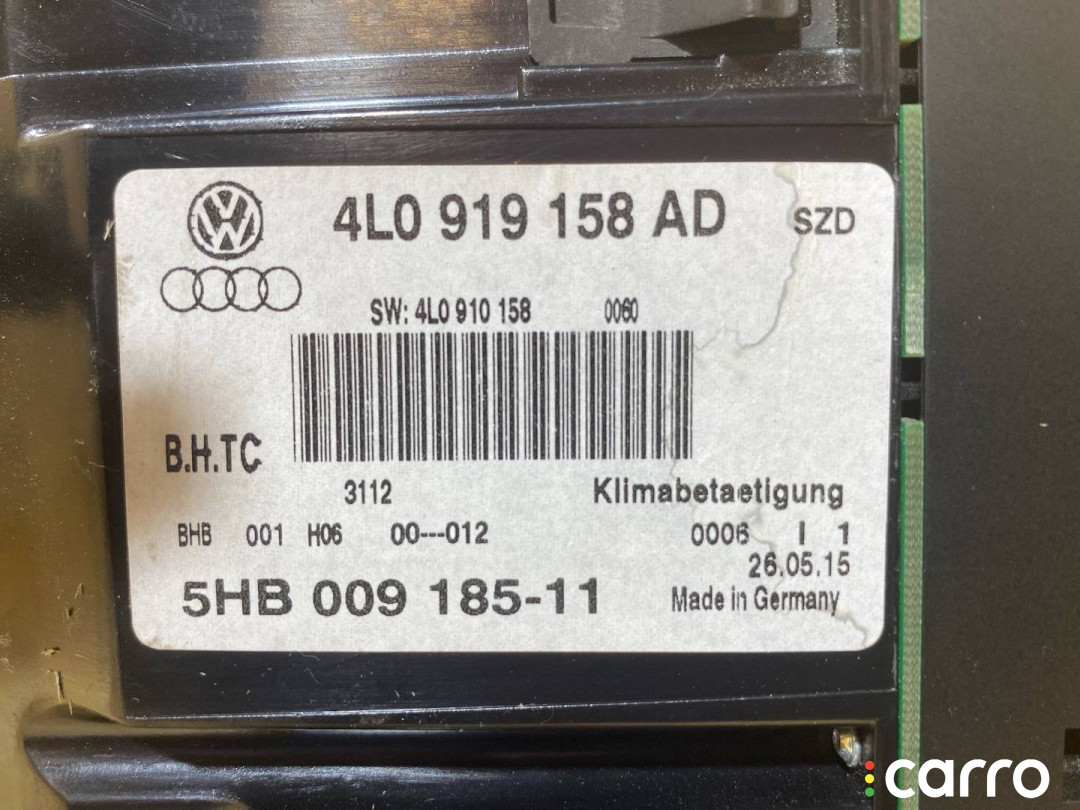 4L0 919 158 AD SZD
SW: 4L0 910 158 0060
B.H.TC
3112 Klimabetaetigung
BHB 001 H06 00---012 0006 I 1
26.05.15
5HB 009 185-11 Made in Germany
carro